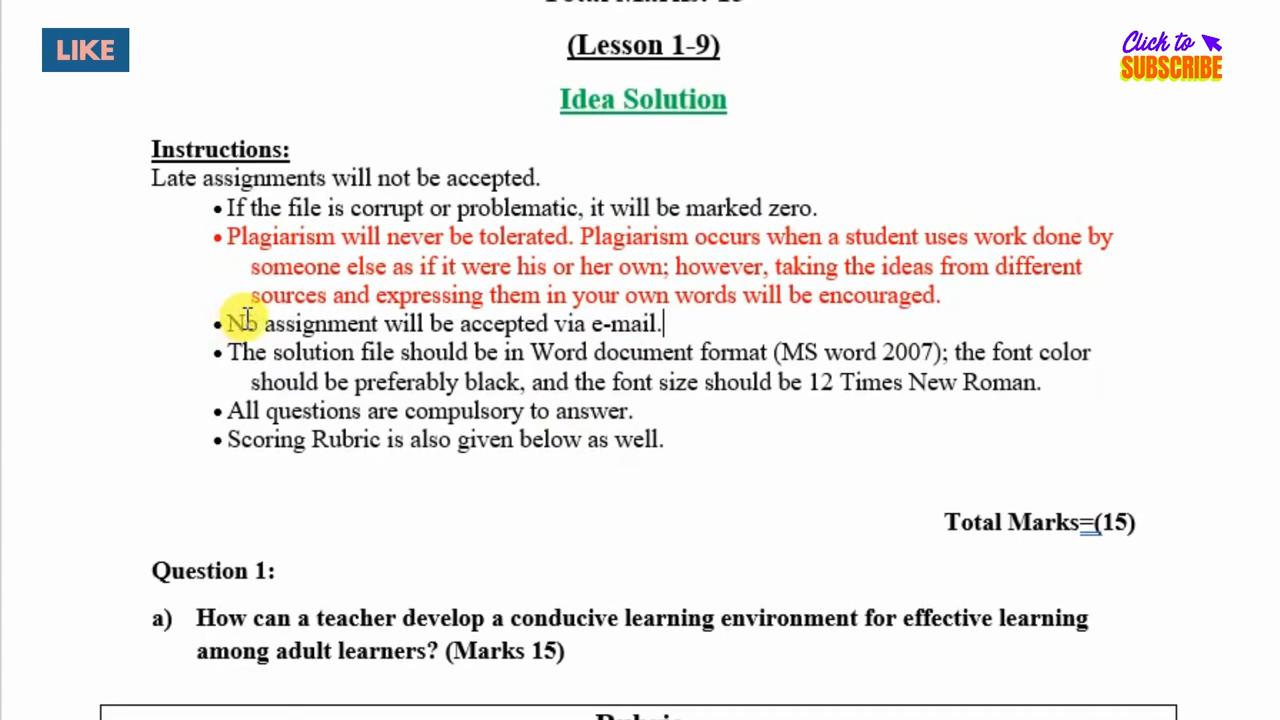 Total Marks: 15
LIKE
(Lesson 1-9)
Click to
SUBSCRIBE
Idea Solution
Instructions:
Late assignments will not be accepted.
• If the file is corrupt or problematic, it will be marked zero.
• Plagiarism will never be tolerated. Plagiarism occurs when a student uses work done by
someone else as if it were his or her own; however, taking the ideas from different
sources and expressing them in your own words will be encouraged.
• No assignment will be accepted via e-mail.
• The solution file should be in Word document format (MS word 2007); the font color
should be preferably black, and the font size should be 12 Times New Roman.
• All questions are compulsory to answer.
• Scoring Rubric is also given below as well.
Total Marks=(15)
Question 1:
a) How can a teacher develop a conducive learning environment for effective learning
among adult learners? (Marks 15)
Rubric